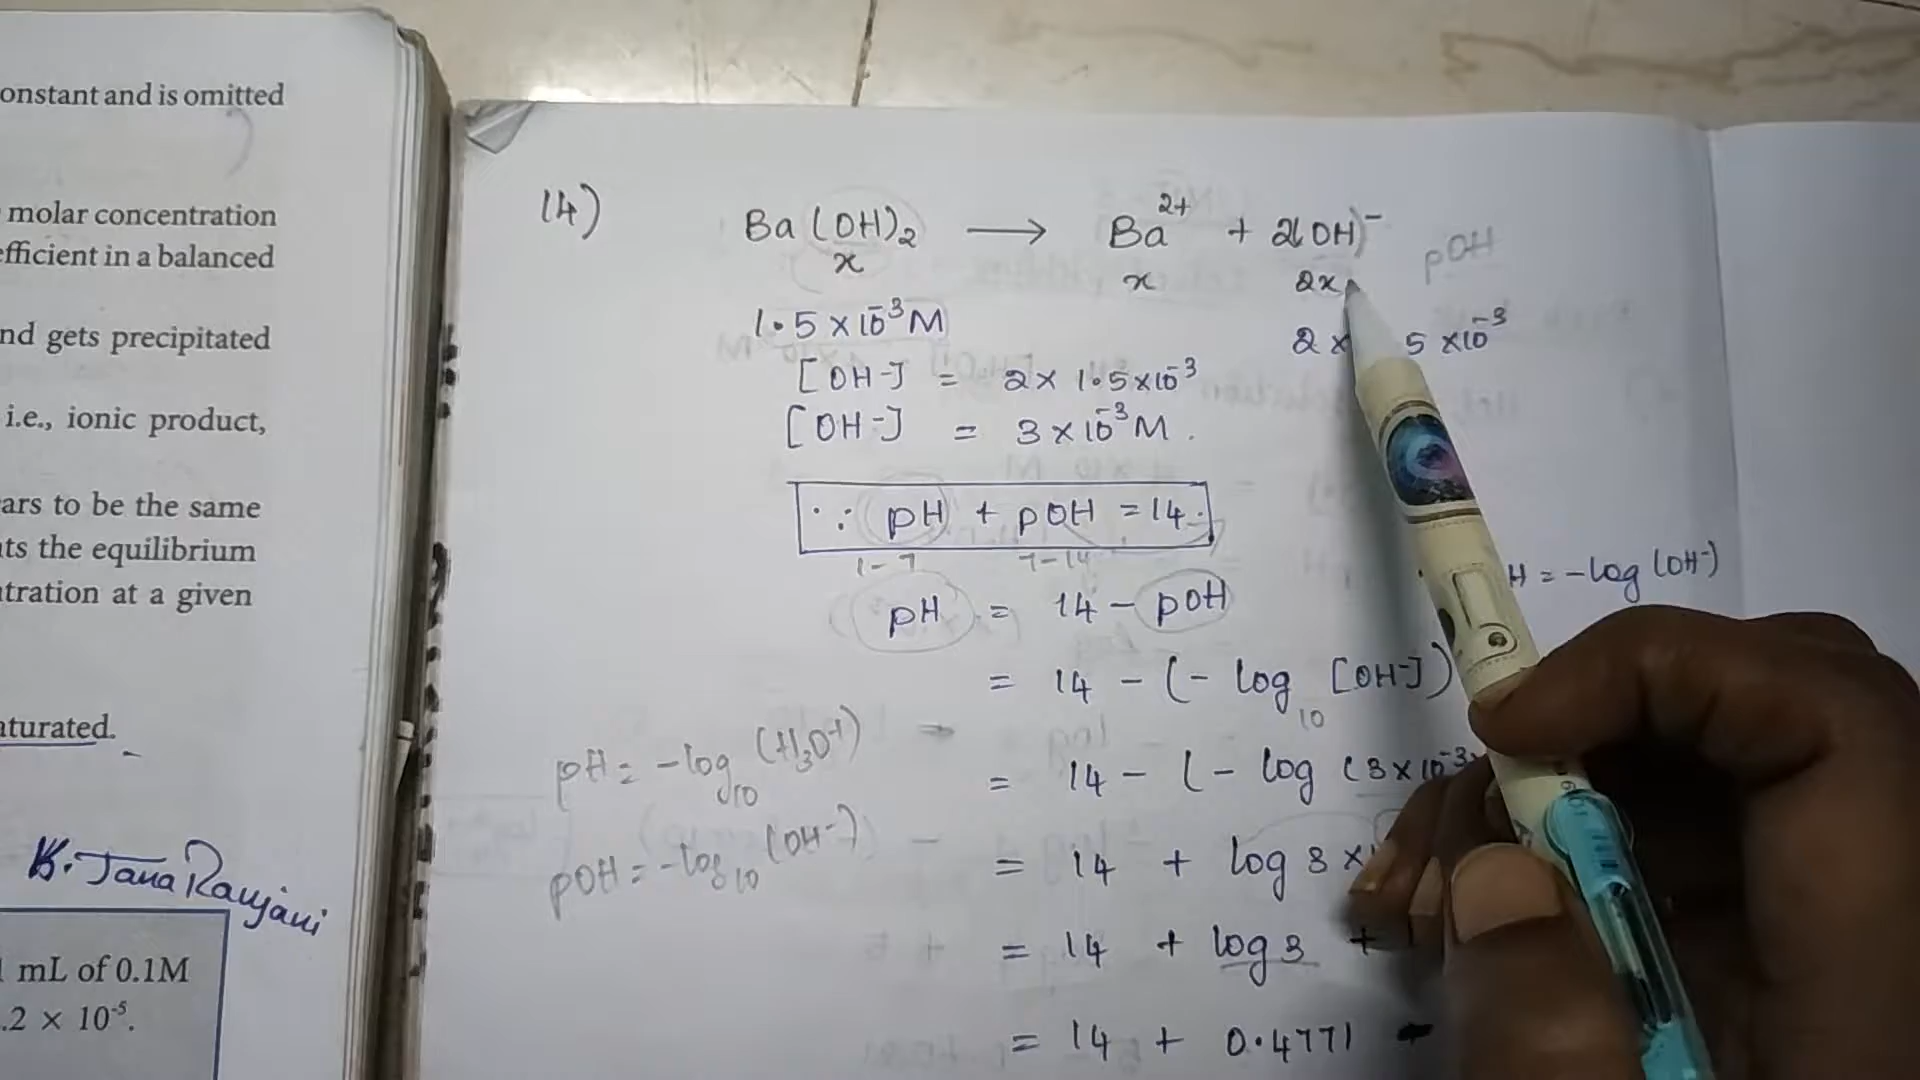 onstant and is omitted
molar concentration
efficient in a balanced
nd gets precipitated
i.e., ionic product,
ars to be the same
ts the equilibrium
tration at a given
aturated.
K. Jana Ranjani
mL of 0.1M
.2 × 10⁻⁵.
14)
Ba(OH)₂ → Ba²⁺ + 2(OH)⁻
x x 2x
pOH
1.5 × 10⁻³ M
2 × 5 × 10⁻³
[OH-] = 2 × 1.5 × 10⁻³
[OH-] = 3 × 10⁻³ M.
∵ pH + pOH = 14.
1-7 7-14
pH = 14 - pOH
H = -log (OH⁻)
= 14 - (- log₁₀ [OH-])
= 14 - (- log (3 × 10⁻³
= 14 + log 3 ×
= 14 + log 3 +
= 14 + 0.4771 -
pH = -log₁₀ (H₃O⁺)
pOH = -log₁₀ (OH⁻)